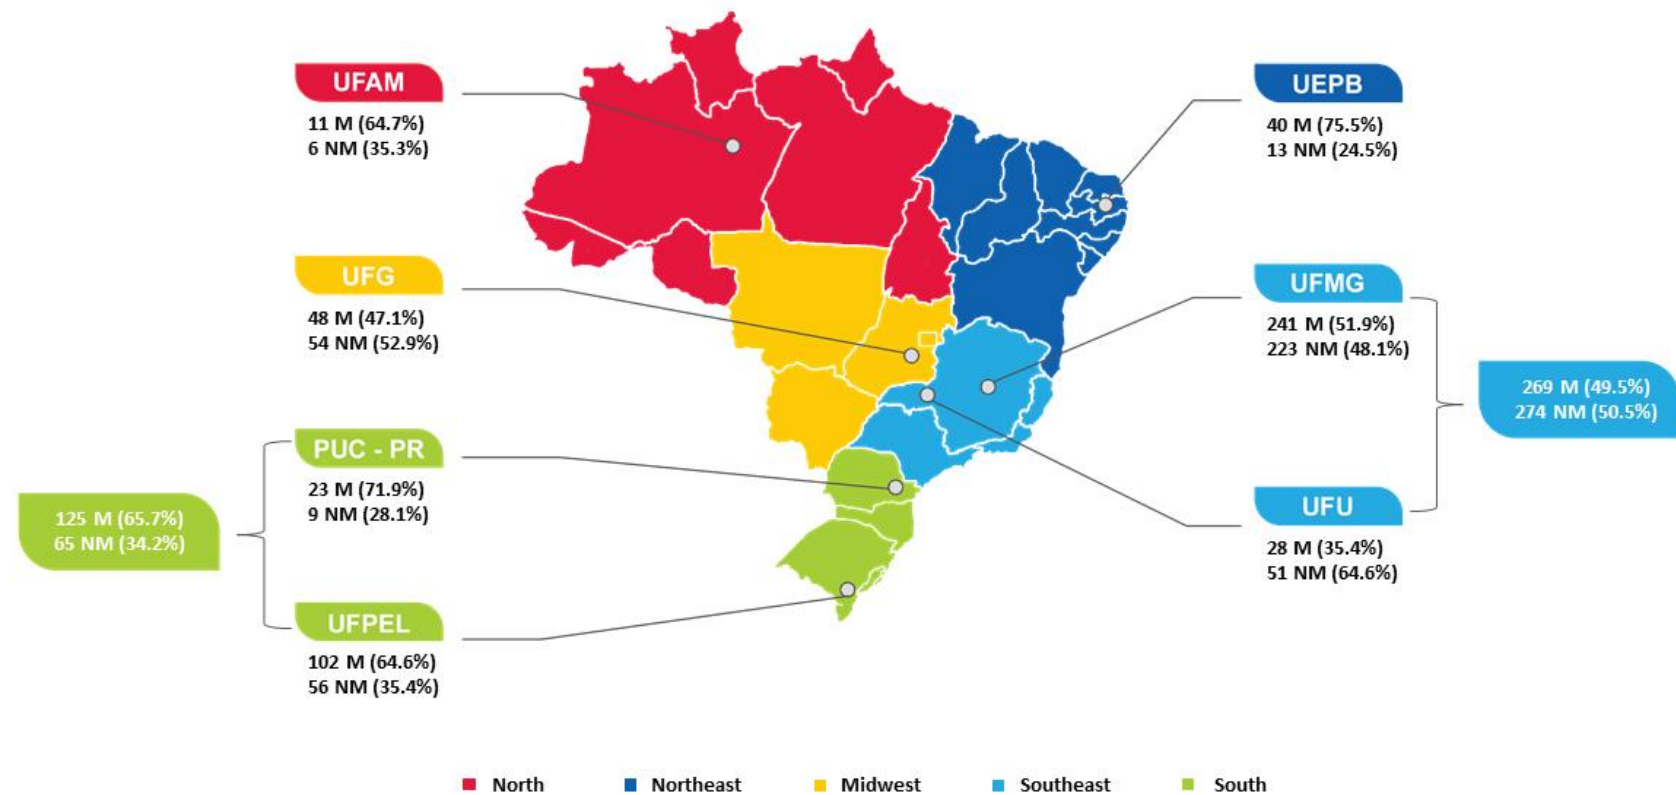 UFAM
11 M (64.7%)
6 NM (35.3%)
UFG
48 M (47.1%)
54 NM (52.9%)
PUC - PR
23 M (71.9%)
9 NM (28.1%)
125 M (65.7%)
65 NM (34.2%)
UFPEL
102 M (64.6%)
56 NM (35.4%)
UEPB
40 M (75.5%)
13 NM (24.5%)
UFMG
241 M (51.9%)
223 NM (48.1%)
269 M (49.5%)
274 NM (50.5%)
UFU
28 M (35.4%)
51 NM (64.6%)
North Northeast Midwest Southeast South